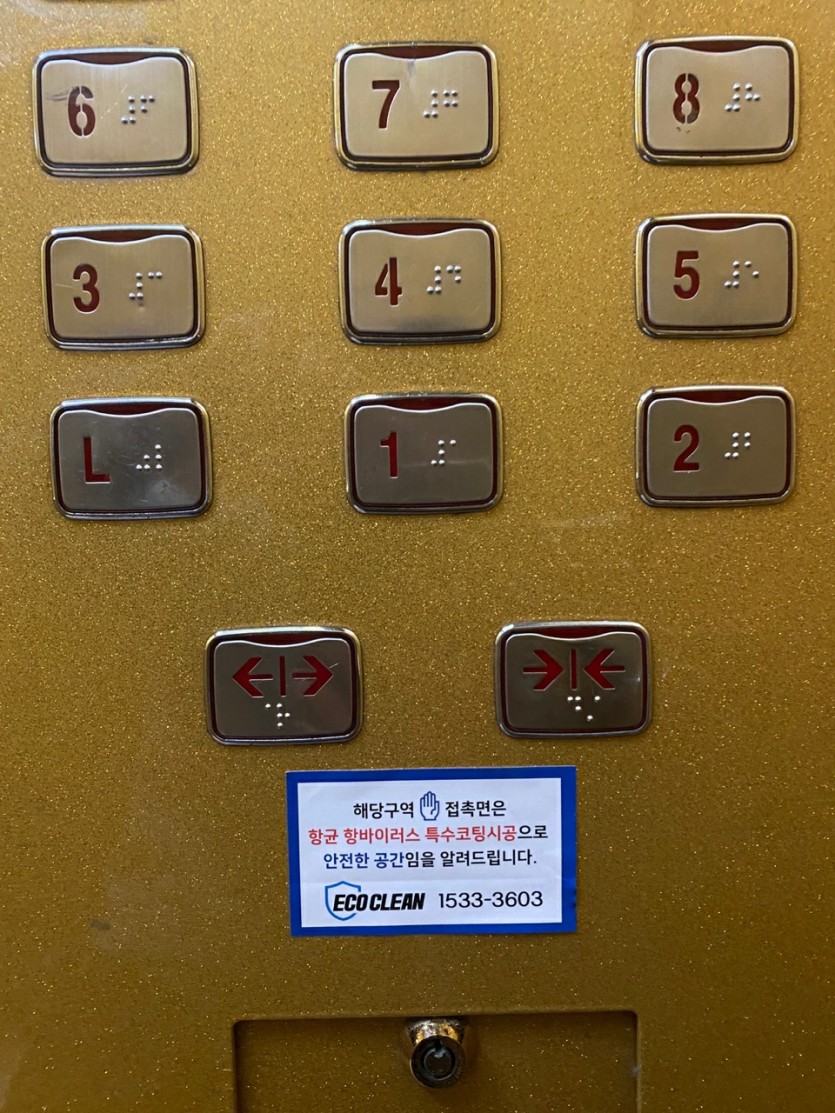 6 7 8
3 4 5
L 1 2
해당구역 접촉면은
항균 항바이러스 특수코팅시공으로
안전한 공간임을 알려드립니다.
ECO CLEAN 1533-3603